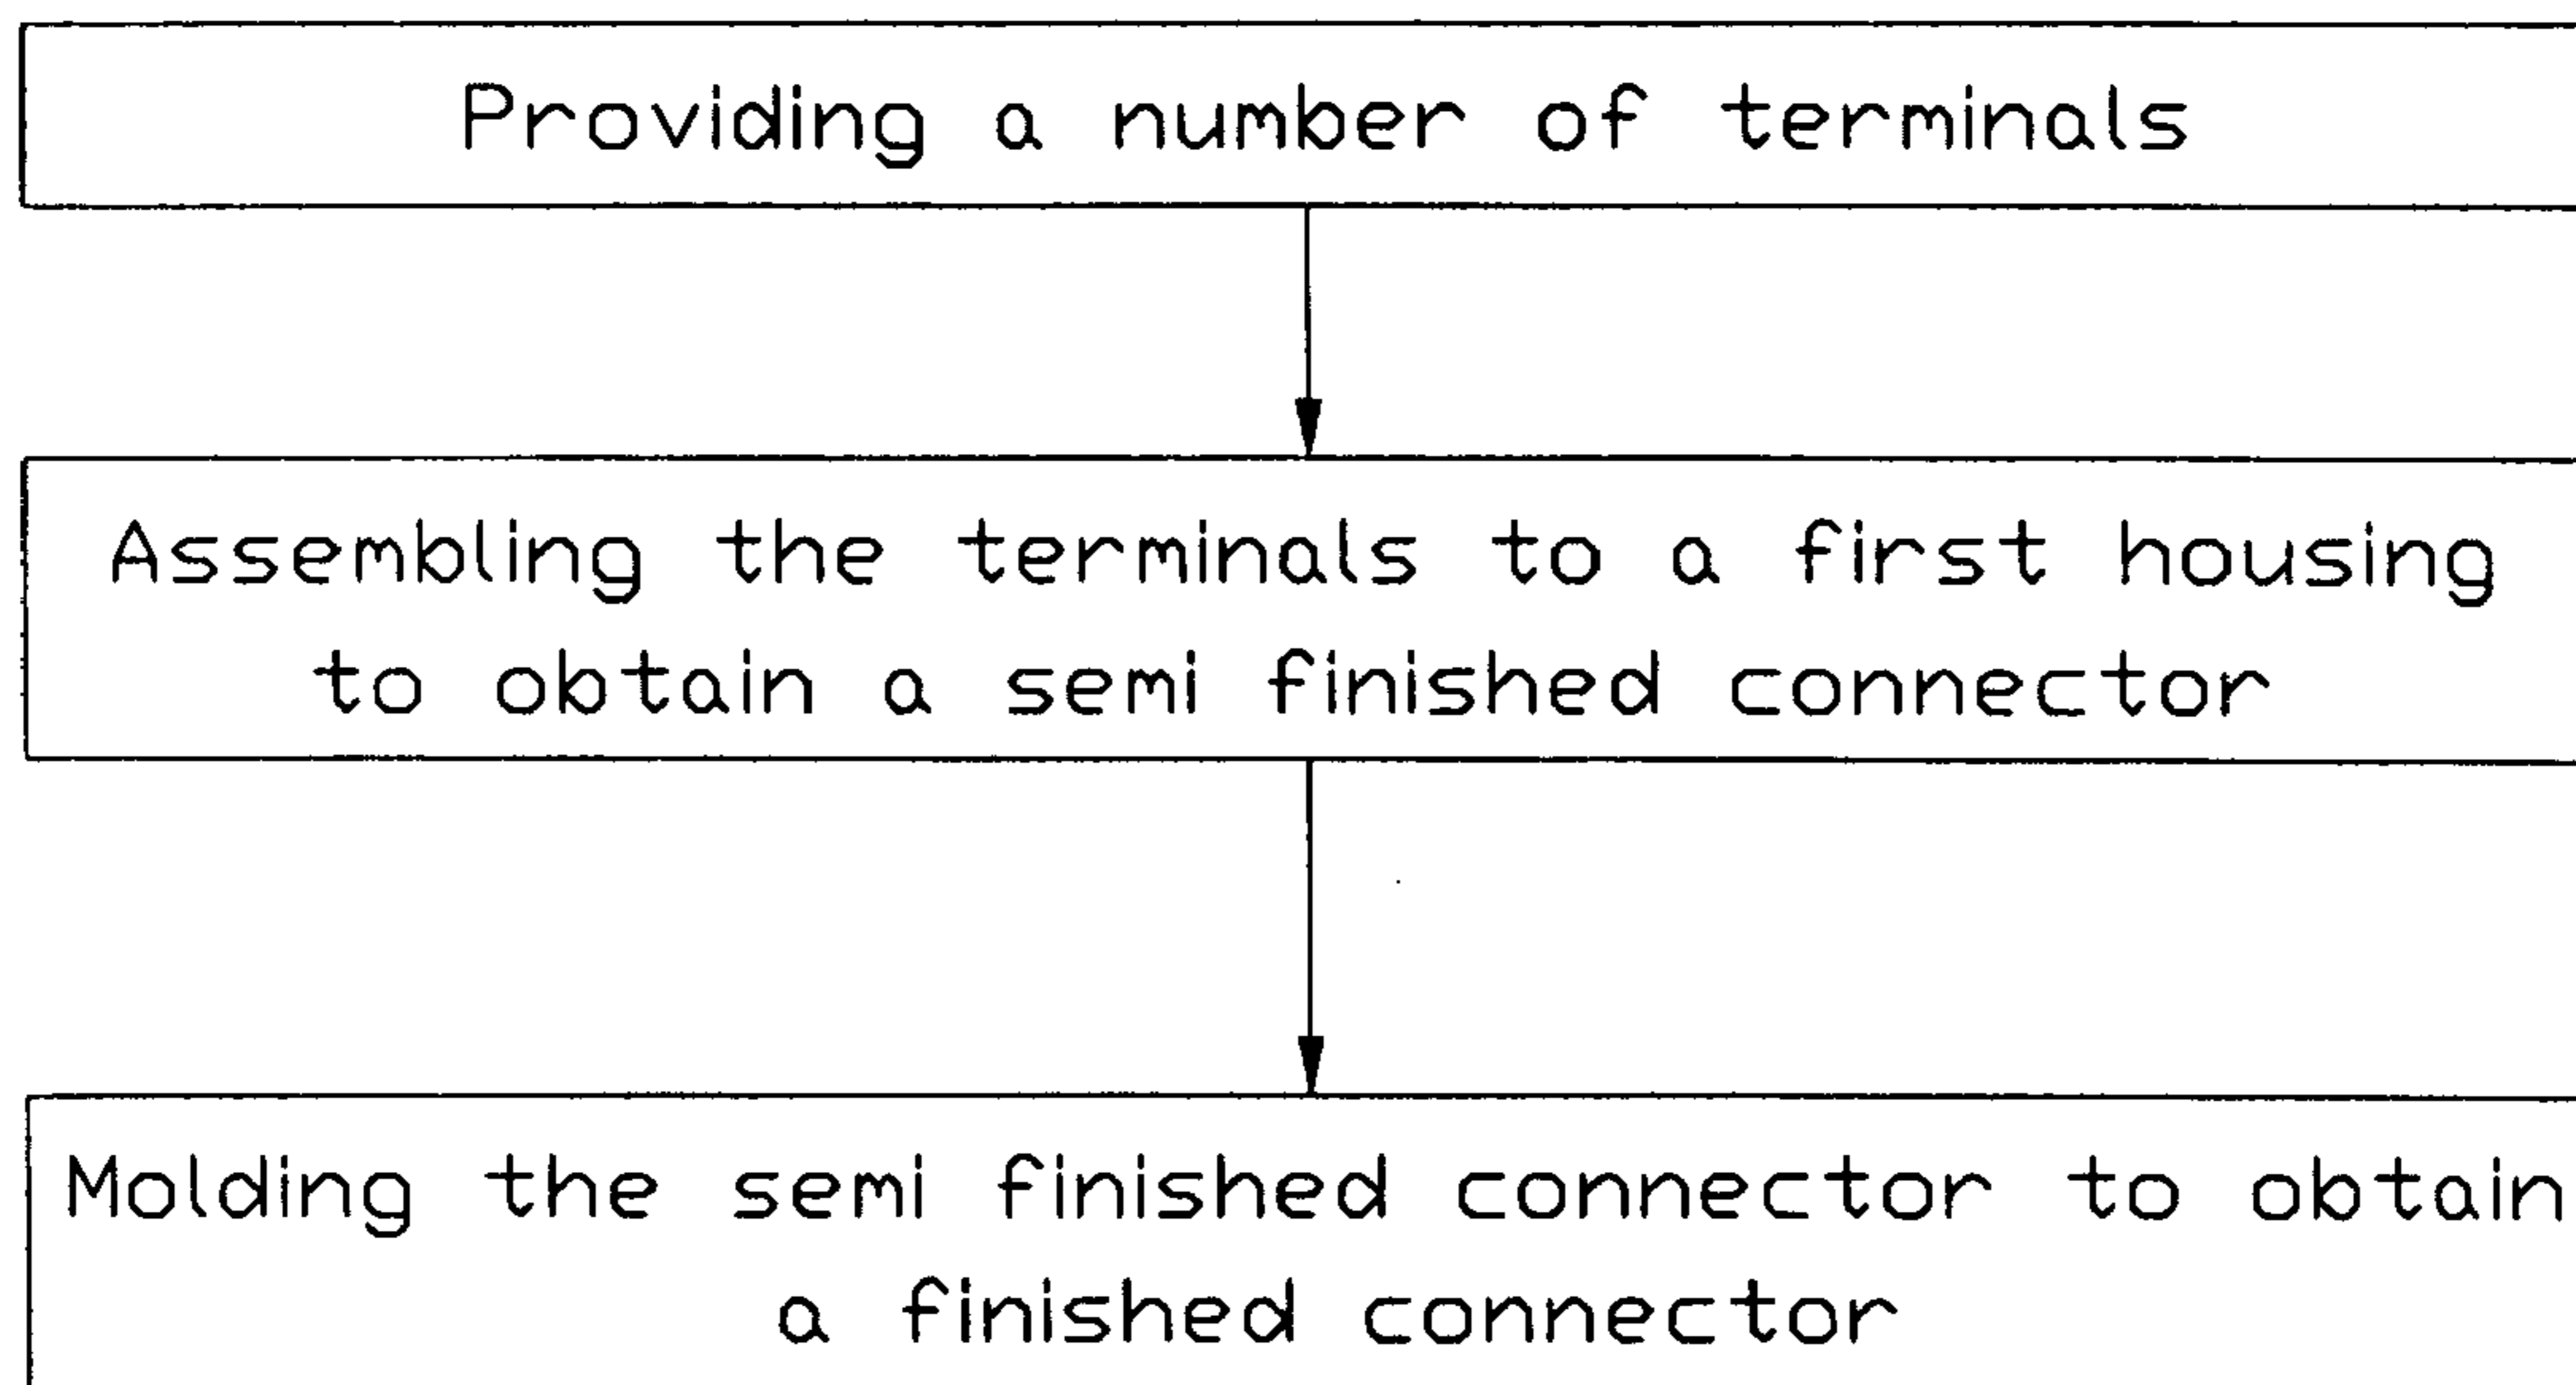 Providing a number of terminals
Assembling the terminals to a first housing
to obtain a semi finished connector
Molding the semi finished connector to obtain
a finished connector